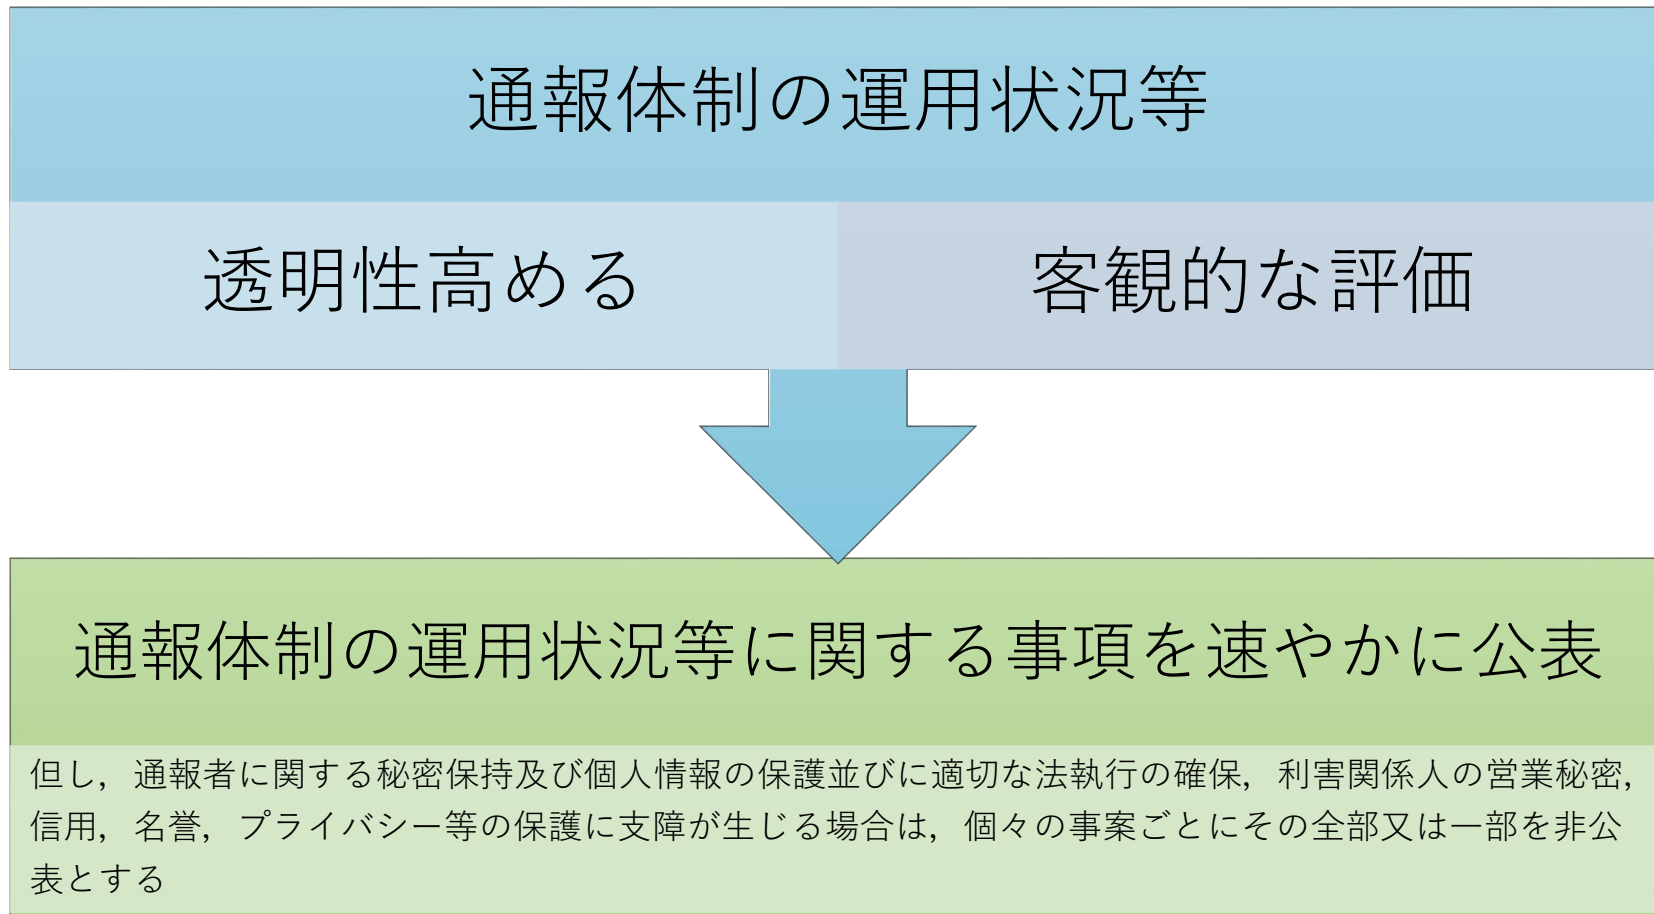 通報体制の運用状況等
透明性高める
客観的な評価
通報体制の運用状況等に関する事項を速やかに公表
但し，通報者に関する秘密保持及び個人情報の保護並びに適切な法執行の確保，利害関係人の営業秘密，
信用，名誉，プライバシー等の保護に支障が生じる場合は，個々の事案ごとにその全部又は一部を非公
表とする